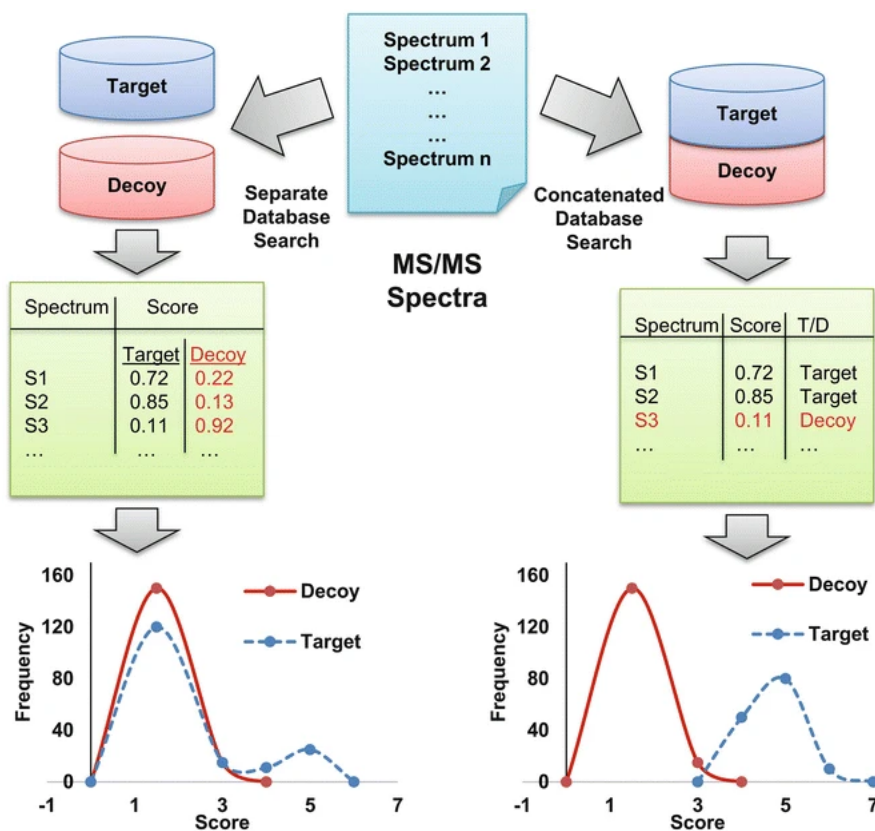 Target
Decoy
Spectrum 1
Spectrum 2
...
...
...
Spectrum n
Target
Decoy
Separate
Database
Search
Concatenated
Database
Search
MS/MS
Spectra
Spectrum Score
Target Decoy
S1 0.72 0.22
S2 0.85 0.13
S3 0.11 0.92
... ... ...
Spectrum Score T/D
S1 0.72 Target
S2 0.85 Target
S3 0.11 Decoy
... ... ...
Frequency
160
120
80
40
0
-1 1 3 5 7
Score
Decoy
Target
Frequency
160
120
80
40
0
-1 1 3 5 7
Score
Decoy
Target